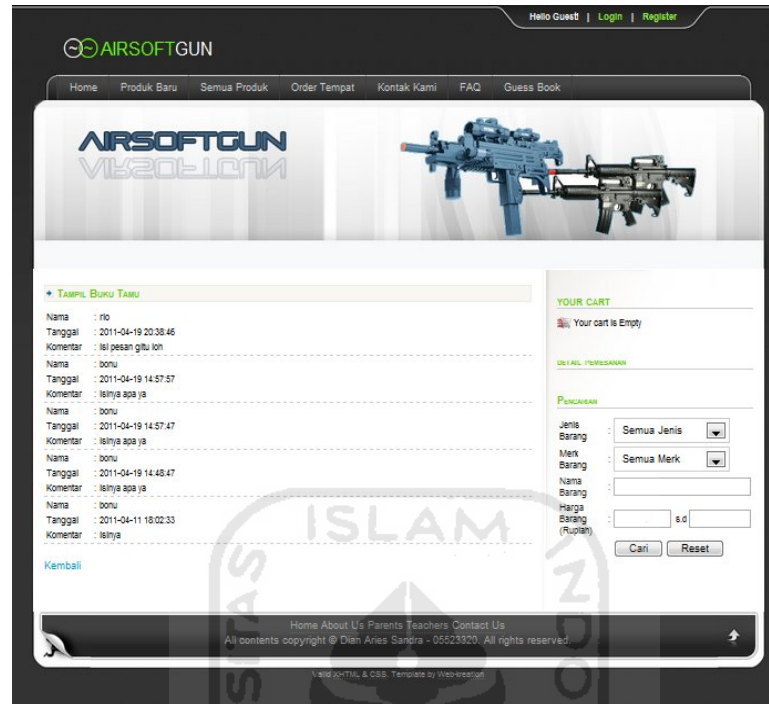 Hello Guest! | Login | Register
AIRSOFTGUN
Home Produk Baru Semua Produk Order Tempat Kontak Kami FAQ Guess Book
AIRSOFTGUN
Tampil Buku Tamu
Nama : rio
Tanggal : 2011-04-19 20:38:46
Komentar : isi pesan gitu loh
Nama : bonu
Tanggal : 2011-04-19 14:57:57
Komentar : isinya apa ya
Nama : bonu
Tanggal : 2011-04-19 14:57:47
Komentar : isinya apa ya
Nama : bonu
Tanggal : 2011-04-19 14:48:47
Komentar : isinya apa ya
Nama : bonu
Tanggal : 2011-04-11 18:02:33
Komentar : isinya
Kembali
YOUR CART
Your cart is Empty
Detail Pemesanan
Pencarian
Jenis Barang : Semua Jenis
Merk Barang : Semua Merk
Nama Barang :
Harga Barang (Rupiah) : s.d
Cari Reset
ISLAM
SITAS
INDO
Home About Us Parents Teachers Contact Us
All contents copyright © Dian Aries Sandra - 05523320. All rights reserved.
Valid XHTML & CSS. Template by Web-kreation